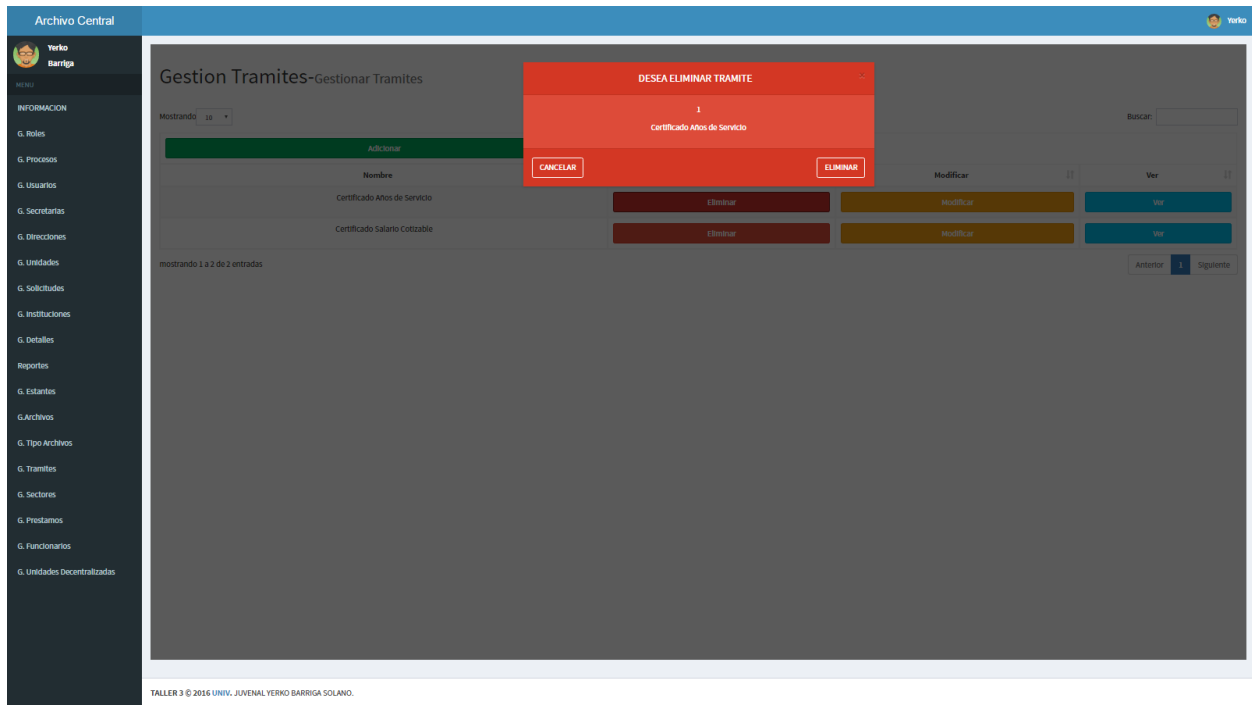 Archivo Central
Yerko
Yerko
Barriga
MENU
INFORMACION
G. Roles
G. Procesos
G. Usuarios
G. Secretarias
G. Direcciones
G. Unidades
G. Solicitudes
G. Instituciones
G. Detalles
Reportes
G. Estantes
G.Archivos
G. Tipo Archivos
G. Tramites
G. Sectores
G. Prestamos
G. Funcionarios
G. Unidades Decentralizadas
Gestion Tramites-Gestionar Tramites
Mostrando 10
Buscar:
Adicionar
Nombre Modificar Ver
Certificado Años de Servicio Eliminar Modificar Ver
Certificado Salario Cotizable Eliminar Modificar Ver
mostrando 1 a 2 de 2 entradas
Anterior 1 Siguiente
DESEA ELIMINAR TRAMITE ×
1
Certificado Años de Servicio
CANCELAR ELIMINAR
TALLER 3 © 2016 UNIV. JUVENAL YERKO BARRIGA SOLANO.